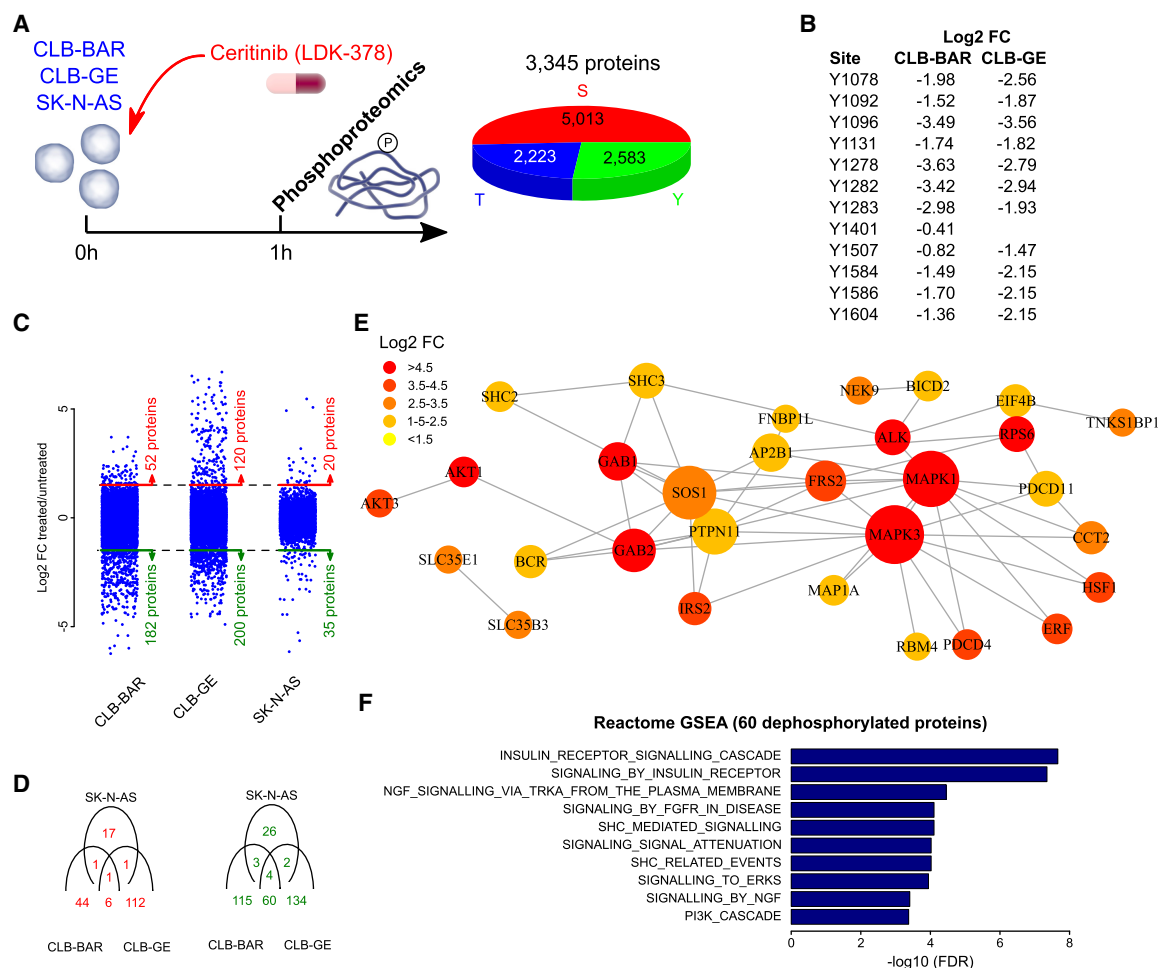 A
CLB-BAR
CLB-GE
SK-N-AS
Ceritinib (LDK-378)
Phosphoproteomics
P
0h
1h
3,345 proteins
S
5,013
2,223
2,583
T
Y
B
Log2 FC
Site CLB-BAR CLB-GE
Y1078 -1.98 -2.56
Y1092 -1.52 -1.87
Y1096 -3.49 -3.56
Y1131 -1.74 -1.82
Y1278 -3.63 -2.79
Y1282 -3.42 -2.94
Y1283 -2.98 -1.93
Y1401 -0.41
Y1507 -0.82 -1.47
Y1584 -1.49 -2.15
Y1586 -1.70 -2.15
Y1604 -1.36 -2.15
C
Log2 FC treated/untreated
5
0
-5
52 proteins
120 proteins
20 proteins
182 proteins
200 proteins
35 proteins
CLB-BAR
CLB-GE
SK-N-AS
E
Log2 FC
>4.5
3.5-4.5
2.5-3.5
1-5-2.5
<1.5
SHC2
SHC3
NEK9
BICD2
EIF4B
TNKS1BP1
FNBP1L
ALK
RPS6
AP2B1
GAB1
AKT1
AKT3
SOS1
FRS2
MAPK1
PDCD11
PTPN11
MAPK3
CCT2
GAB2
BCR
SLC35E1
MAP1A
HSF1
IRS2
SLC35B3
ERF
RBM4
PDCD4
D
SK-N-AS
17
1
1
1
44
6
112
CLB-BAR
CLB-GE
SK-N-AS
26
3
2
4
115
60
134
CLB-BAR
CLB-GE
F
Reactome GSEA (60 dephosphorylated proteins)
INSULIN_RECEPTOR_SIGNALLING_CASCADE
SIGNALING_BY_INSULIN_RECEPTOR
NGF_SIGNALLING_VIA_TRKA_FROM_THE_PLASMA_MEMBRANE
SIGNALING_BY_FGFR_IN_DISEASE
SHC_MEDIATED_SIGNALLING
SIGNALING_SIGNAL_ATTENUATION
SHC_RELATED_EVENTS
SIGNALLING_TO_ERKS
SIGNALLING_BY_NGF
PI3K_CASCADE
0 2 4 6 8
-log10 (FDR)